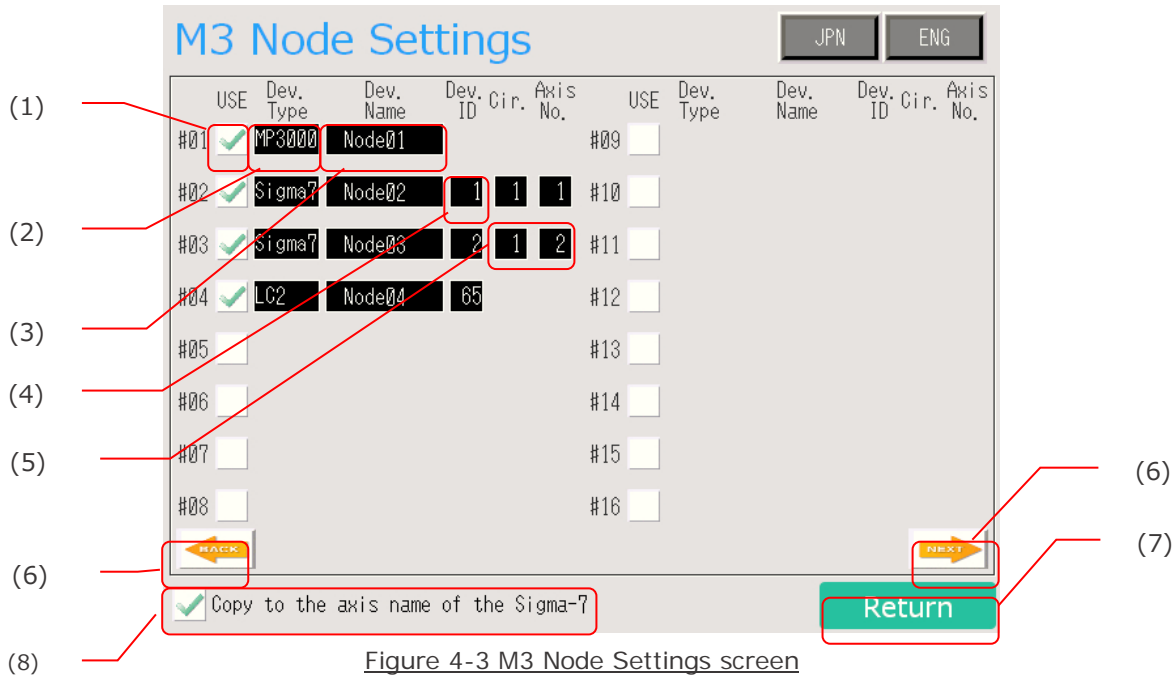 M3 Node Settings
JPN ENG
USE Dev. Type Dev. Name Dev. ID Cir. Axis No. USE Dev. Type Dev. Name Dev. ID Cir. Axis No.
(1)
#01 MP3000 Node01 #09
#02 Sigma7 Node02 1 1 1 #10
(2)
#03 Sigma7 Node03 2 1 2 #11
#04 LC2 Node04 65 #12
(3)
#05 #13
(4)
#06 #14
(5)
#07 #15
(6)
#08 #16
BACK NEXT
(7)
(6)
Copy to the axis name of the Sigma-7 Return
(8)
Figure 4-3 M3 Node Settings screen